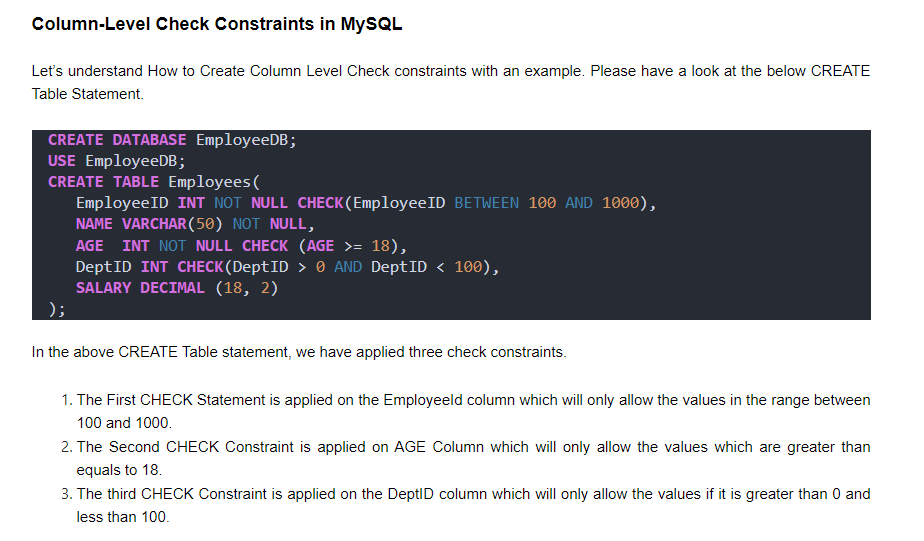 Column-Level Check Constraints in MySQL
Let's understand How to Create Column Level Check constraints with an example. Please have a look at the below CREATE
Table Statement.
CREATE DATABASE EmployeeDB;
USE EmployeeDB;
CREATE TABLE Employees(
EmployeeID INT NOT NULL CHECK(EmployeeID BETWEEN 100 AND 1000),
NAME VARCHAR(50) NOT NULL,
AGE  INT NOT NULL CHECK (AGE >= 18),
DeptID INT CHECK(DeptID > 0 AND DeptID < 100),
SALARY DECIMAL (18, 2)
);
In the above CREATE Table statement, we have applied three check constraints.
1. The First CHECK Statement is applied on the EmployeeId column which will only allow the values in the range between
100 and 1000.
2. The Second CHECK Constraint is applied on AGE Column which will only allow the values which are greater than
equals to 18.
3. The third CHECK Constraint is applied on the DeptID column which will only allow the values if it is greater than 0 and
less than 100.